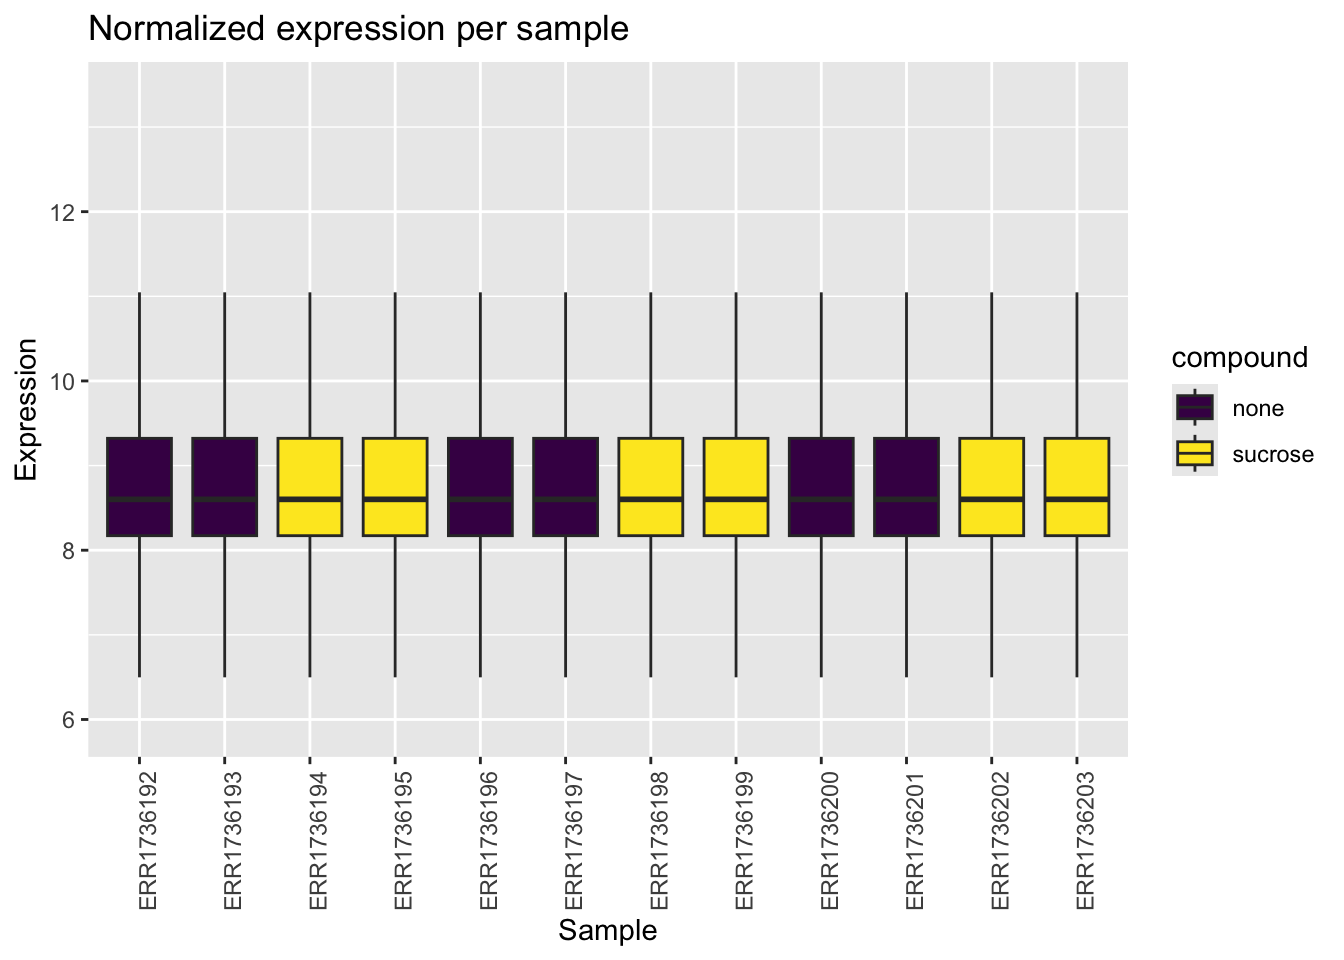 Normalized expression per sample
12
10
8
6
Expression
ERR1736192
ERR1736193
ERR1736194
ERR1736195
ERR1736196
ERR1736197
ERR1736198
ERR1736199
ERR1736200
ERR1736201
ERR1736202
ERR1736203
Sample
compound
none
sucrose